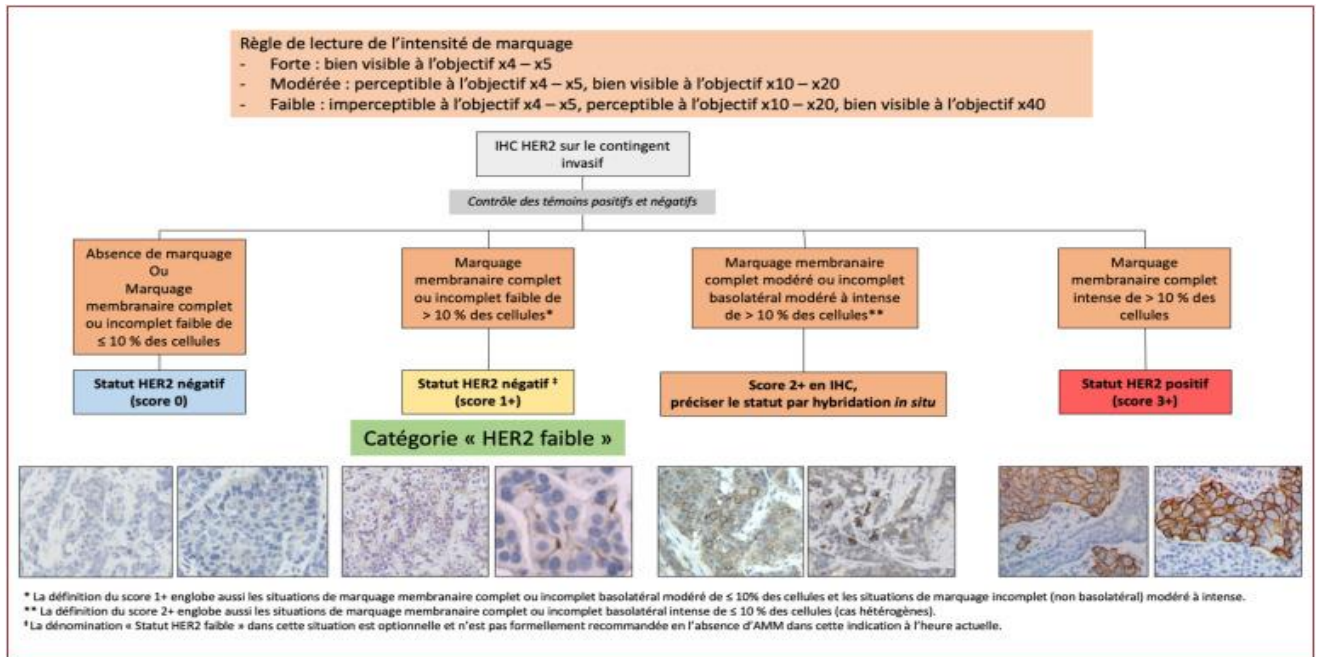 Règle de lecture de l'intensité de marquage
- Forte : bien visible à l'objectif x4 – x5
- Modérée : perceptible à l'objectif x4 – x5, bien visible à l'objectif x10 – x20
- Faible : imperceptible à l'objectif x4 – x5, perceptible à l'objectif x10 – x20, bien visible à l'objectif x40
IHC HER2 sur le contingent
invasif
Contrôle des témoins positifs et négatifs
Absence de marquage
Ou
Marquage
membranaire complet
ou incomplet faible de
≤ 10 % des cellules
Statut HER2 négatif
(score 0)
Marquage
membranaire complet
ou incomplet faible de
> 10 % des cellules*
Statut HER2 négatif ‡
(score 1+)
Marquage membranaire
complet modéré ou incomplet
basolatéral modéré à intense
de > 10 % des cellules**
Score 2+ en IHC,
préciser le statut par hybridation in situ
Marquage
membranaire complet
intense de > 10 % des
cellules
Statut HER2 positif
(score 3+)
Catégorie « HER2 faible »
* La définition du score 1+ englobe aussi les situations de marquage membranaire complet ou incomplet basolatéral modéré de ≤ 10% des cellules et les situations de marquage incomplet (non basolatéral) modéré à intense.
** La définition du score 2+ englobe aussi les situations de marquage membranaire complet ou incomplet basolatéral intense de ≤ 10 % des cellules (cas hétérogènes).
‡La dénomination « Statut HER2 faible » dans cette situation est optionnelle et n'est pas formellement recommandée en l'absence d'AMM dans cette indication à l'heure actuelle.